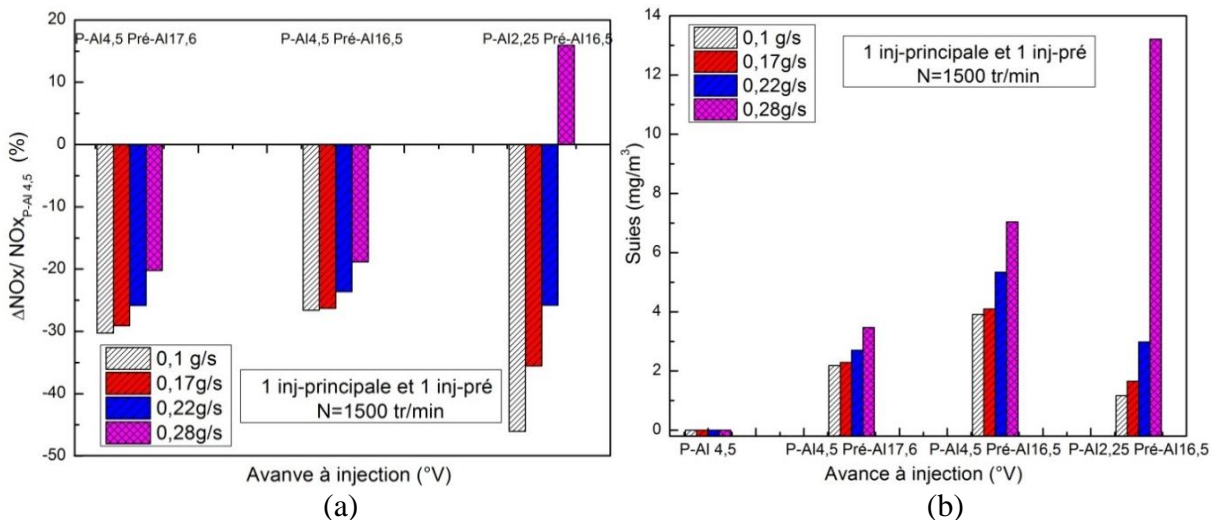 20
10
0
-10
-20
-30
-40
-50
ΔNOx/ NOx P-AI 4,5 (%)
P-AI4,5 Pré-AI17,6
P-AI4,5 Pré-AI16,5
P-AI2,25 Pré-AI16,5
0,1 g/s
0,17g/s
0,22g/s
0,28g/s
1 inj-principale et 1 inj-pré
N=1500 tr/min
Avanve à injection (°V)
(a)
14
12
10
8
6
4
2
0
Suies (mg/m³)
0,1 g/s
0,17g/s
0,22g/s
0,28g/s
1 inj-principale et 1 inj-pré
N=1500 tr/min
P-AI 4,5
P-AI4,5 Pré-AI17,6
P-AI4,5 Pré-AI16,5
P-AI2,25 Pré-AI16,5
Avance à injection (°V)
(b)